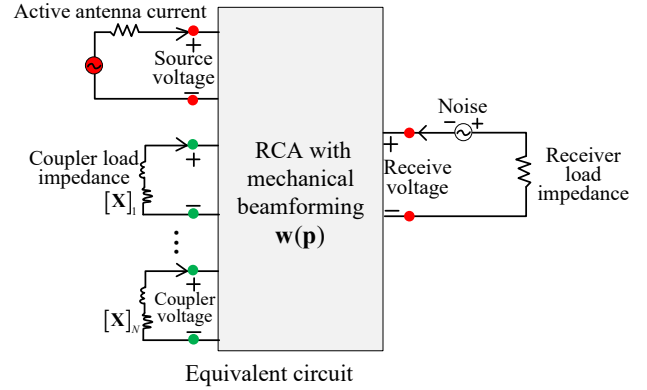 Active antenna current
+
Source
voltage
−
Coupler load
impedance
[X]₁
+
−
Coupler
voltage
+
[X]_N
−
RCA with
mechanical
beamforming
w(p)
Noise
− +
+
Receive
voltage
−
Receiver
load
impedance
Equivalent circuit